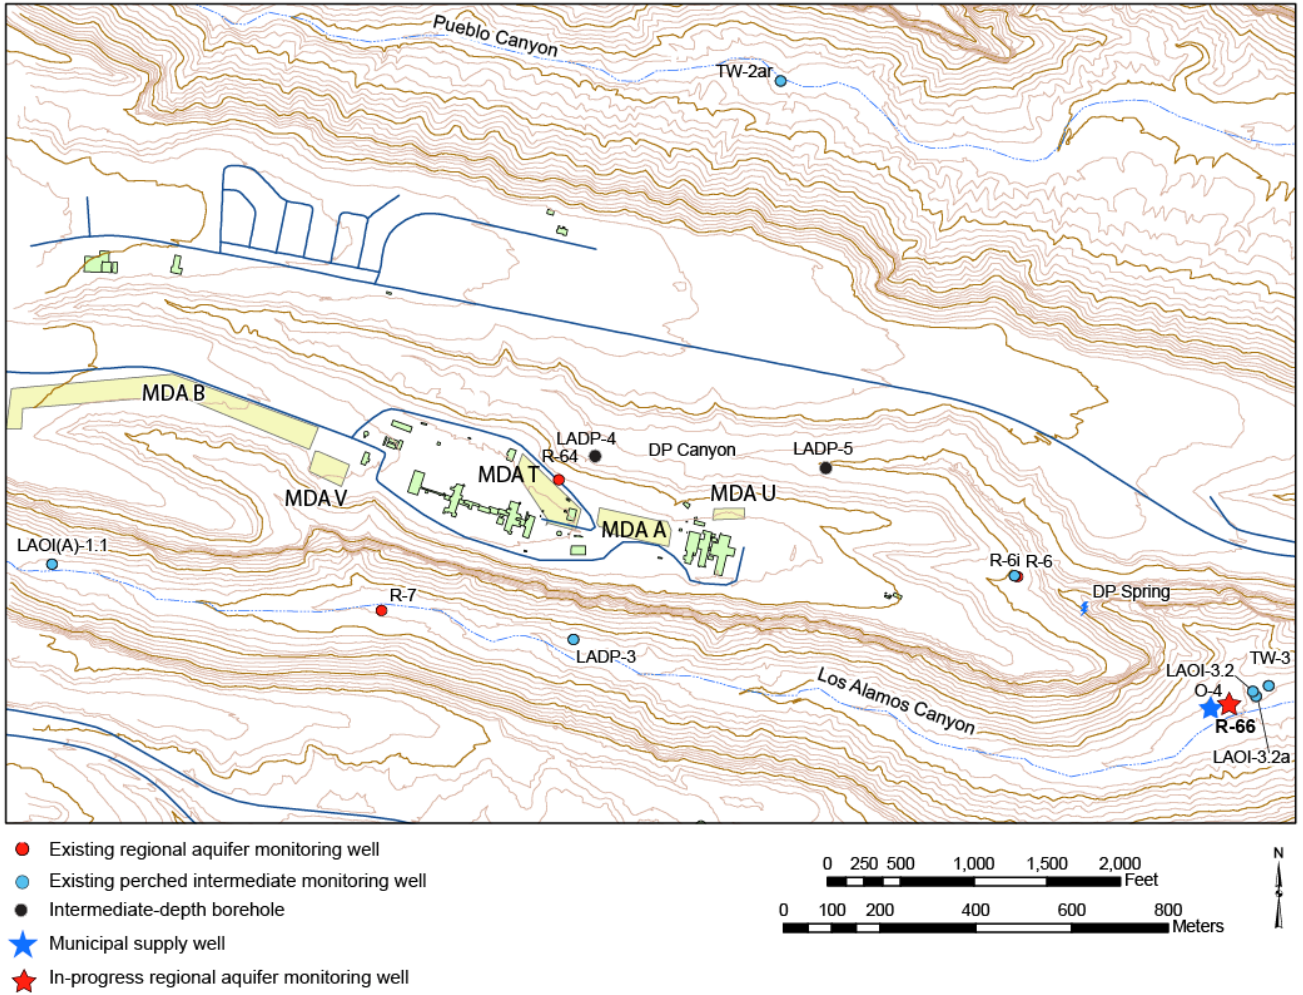 Pueblo Canyon
TW-2ar
MDA B
LADP-4
R-64
DP Canyon
LADP-5
MDA T
MDA V
MDA U
MDA A
LAOI(A)-1.1
R-6i R-6
DP Spring
R-7
LADP-3
TW-3
LAOI-3.2
O-4
Los Alamos Canyon
R-66
LAOI-3.2a
Existing regional aquifer monitoring well
Existing perched intermediate monitoring well
Intermediate-depth borehole
Municipal supply well
In-progress regional aquifer monitoring well
0 250 500 1,000 1,500 2,000
Feet
0 100 200 400 600 800
Meters
N